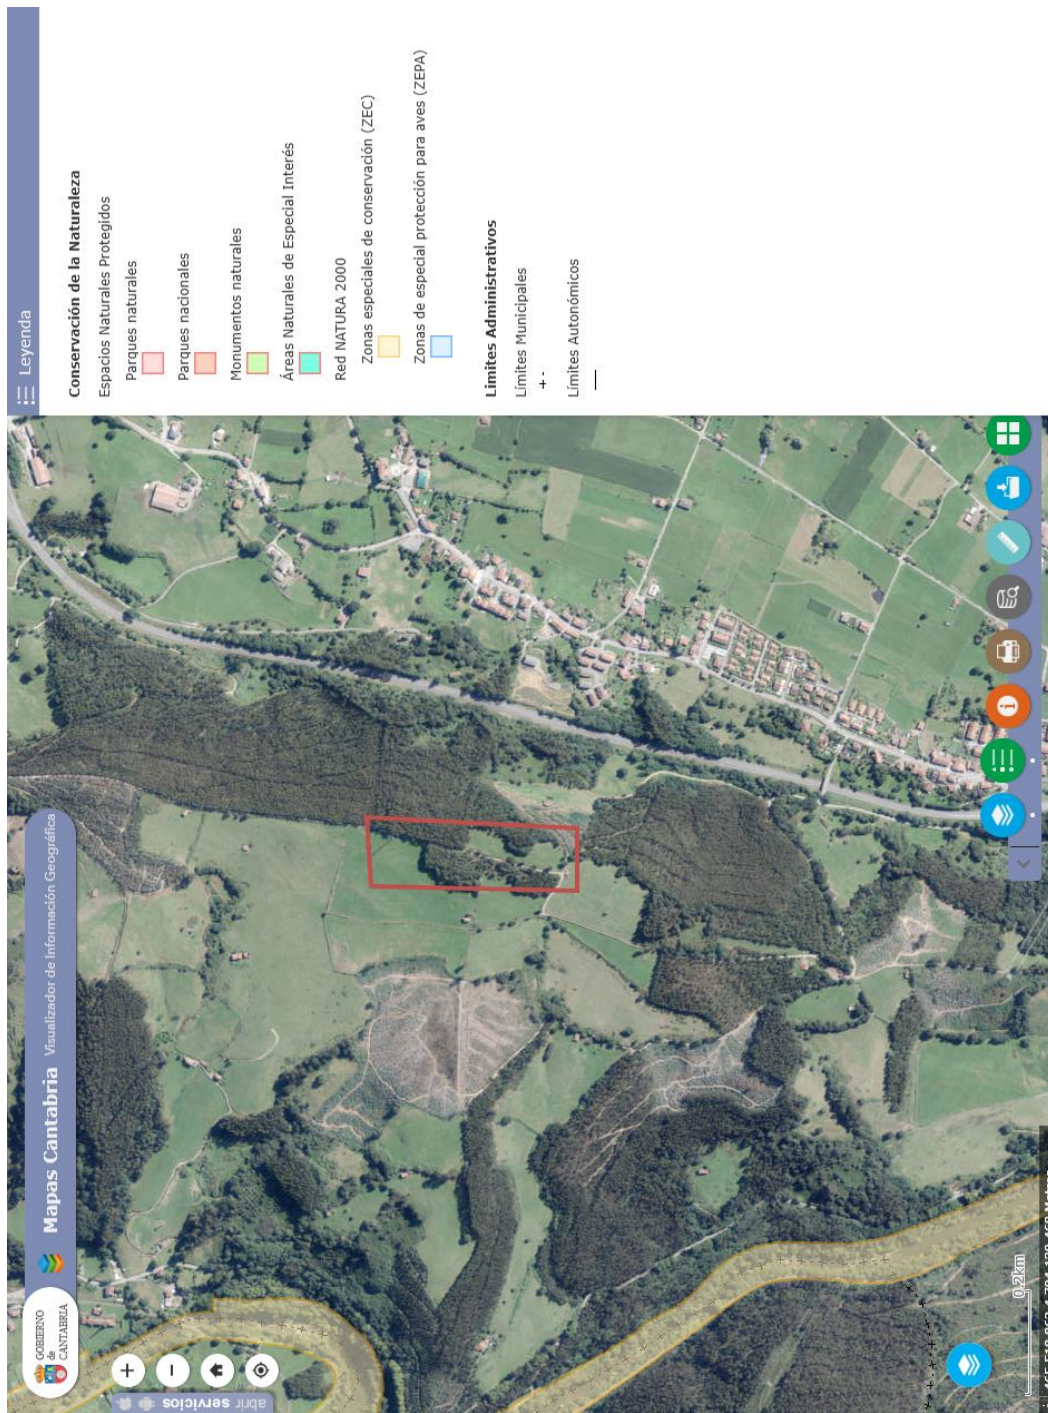 GOBIERNO
de
CANTABRIA
Mapas Cantabria Visualizador de Información Geográfica
Leyenda
Conservación de la Naturaleza
Espacios Naturales Protegidos
Parques naturales
Parques nacionales
Monumentos naturales
Áreas Naturales de Especial Interés
Red NATURA 2000
Zonas especiales de conservación (ZEC)
Zonas de especial protección para aves (ZEPA)
Límites Administrativos
Límites Municipales
Límites Autonómicos
abrir servicios
0.2km